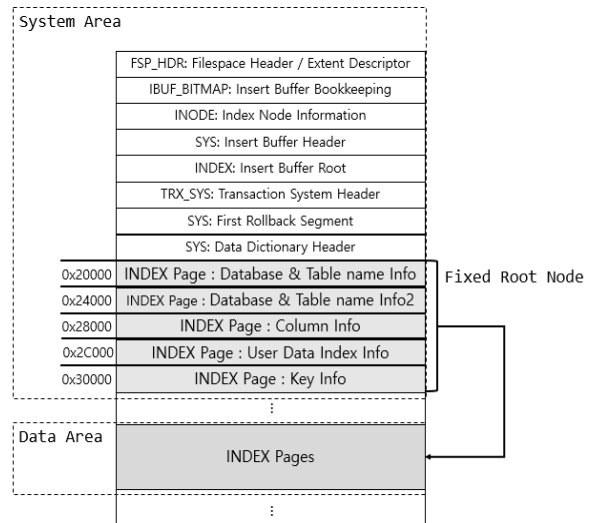 System Area
FSP_HDR: Filespace Header / Extent Descriptor
IBUF_BITMAP: Insert Buffer Bookkeeping
INODE: Index Node Information
SYS: Insert Buffer Header
INDEX: Insert Buffer Root
TRX_SYS: Transaction System Header
SYS: First Rollback Segment
SYS: Data Dictionary Header
0x20000 INDEX Page : Database & Table name Info
Fixed Root Node
0x24000 INDEX Page : Database & Table name Info2
0x28000 INDEX Page : Column Info
0x2C000 INDEX Page : User Data Index Info
0x30000 INDEX Page : Key Info
⋮
Data Area
INDEX Pages
⋮